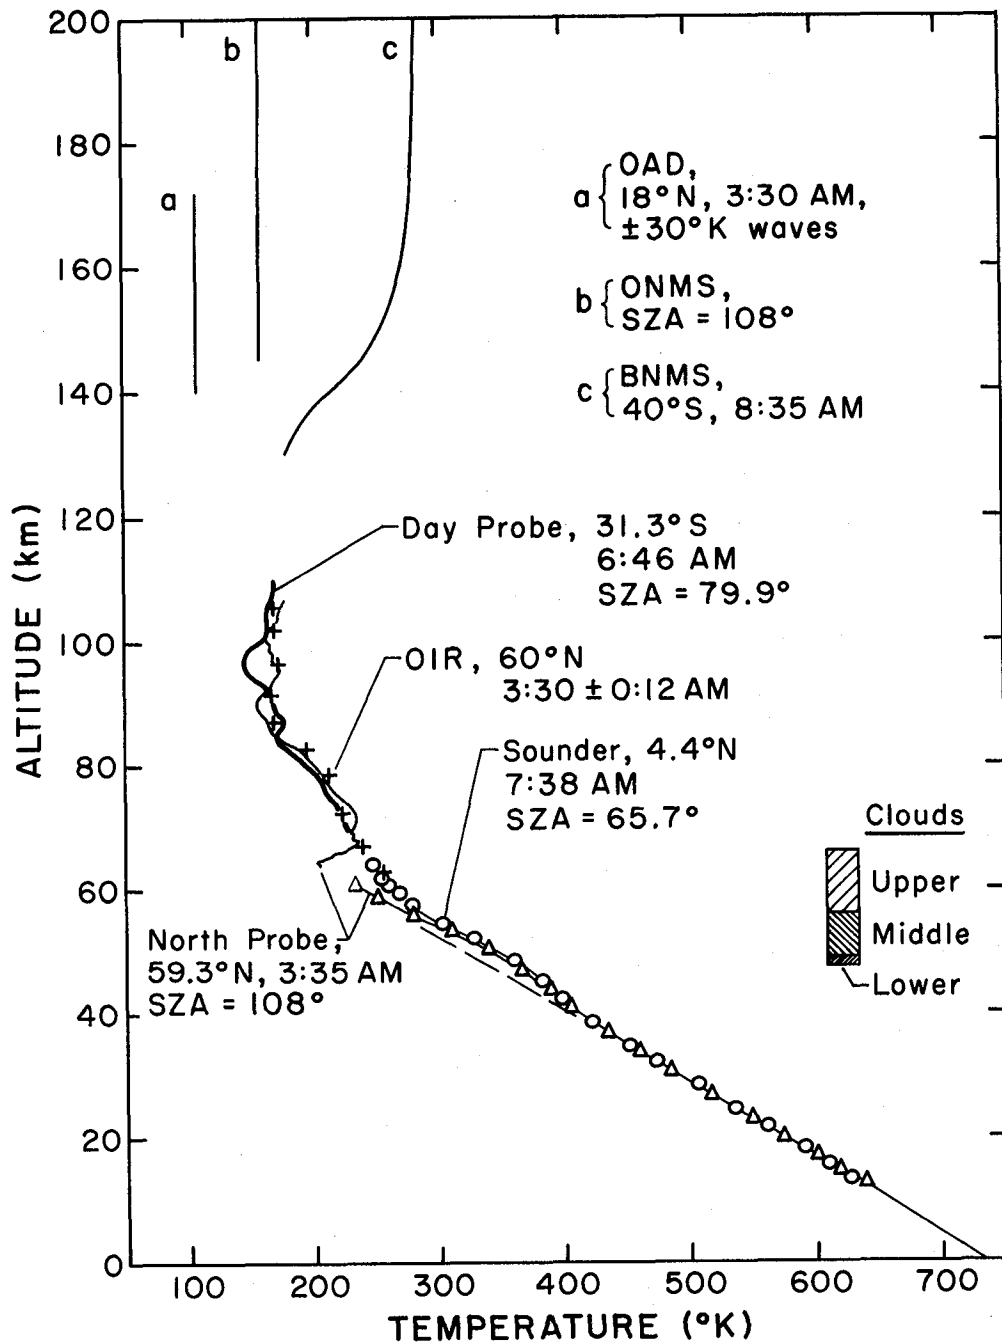 200
180
160
140
120
100
80
60
40
20
0
ALTITUDE (km)
100 200 300 400 500 600 700
TEMPERATURE (°K)
a
b
c
a { OAD,
18°N, 3:30 AM,
±30°K waves
b { ONMS,
SZA = 108°
c { BNMS,
40°S, 8:35 AM
Day Probe, 31.3°S
6:46 AM
SZA = 79.9°
OIR, 60°N
3:30 ± 0:12 AM
Sounder, 4.4°N
7:38 AM
SZA = 65.7°
North Probe,
59.3°N, 3:35 AM
SZA = 108°
Clouds
Upper
Middle
Lower